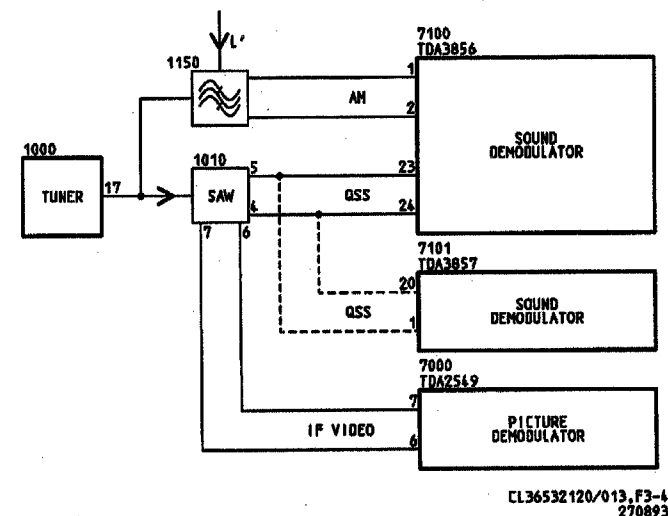 L'
1150
AM
7100
TDA3856
1
2
23
24
SOUND
DEMODULATOR
1000
TUNER
17
1010
SAW
5
4
7
6
QSS
7101
TDA3857
20
1
QSS
SOUND
DEMODULATOR
7000
TDA2549
7
6
IF VIDEO
PICTURE
DEMODULATOR
CL36532120/013,F3-4
270893